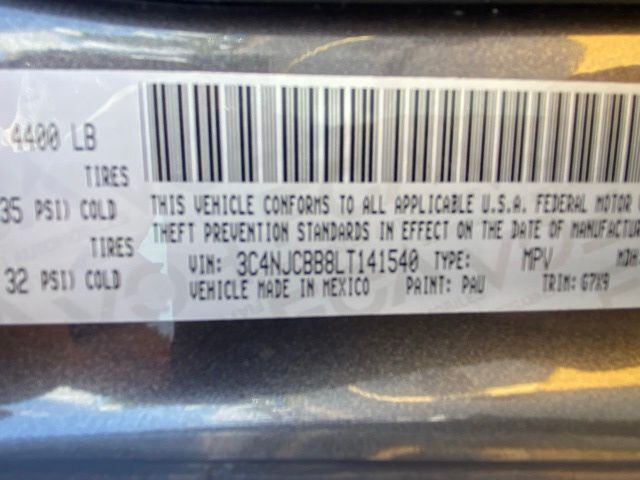 4400 LB
TIRES
35 PSI) COLD
TIRES
32 PSI) COLD
THIS VEHICLE CONFORMS TO ALL APPLICABLE U.S.A. FEDERAL MOTOR
THEFT PREVENTION STANDARDS IN EFFECT ON THE DATE OF MANUFACTUR
VIN: 3C4NJCBB8LT141540 TYPE: MPV MDH
VEHICLE MADE IN MEXICO PAINT: PAU TRIM: G7X9